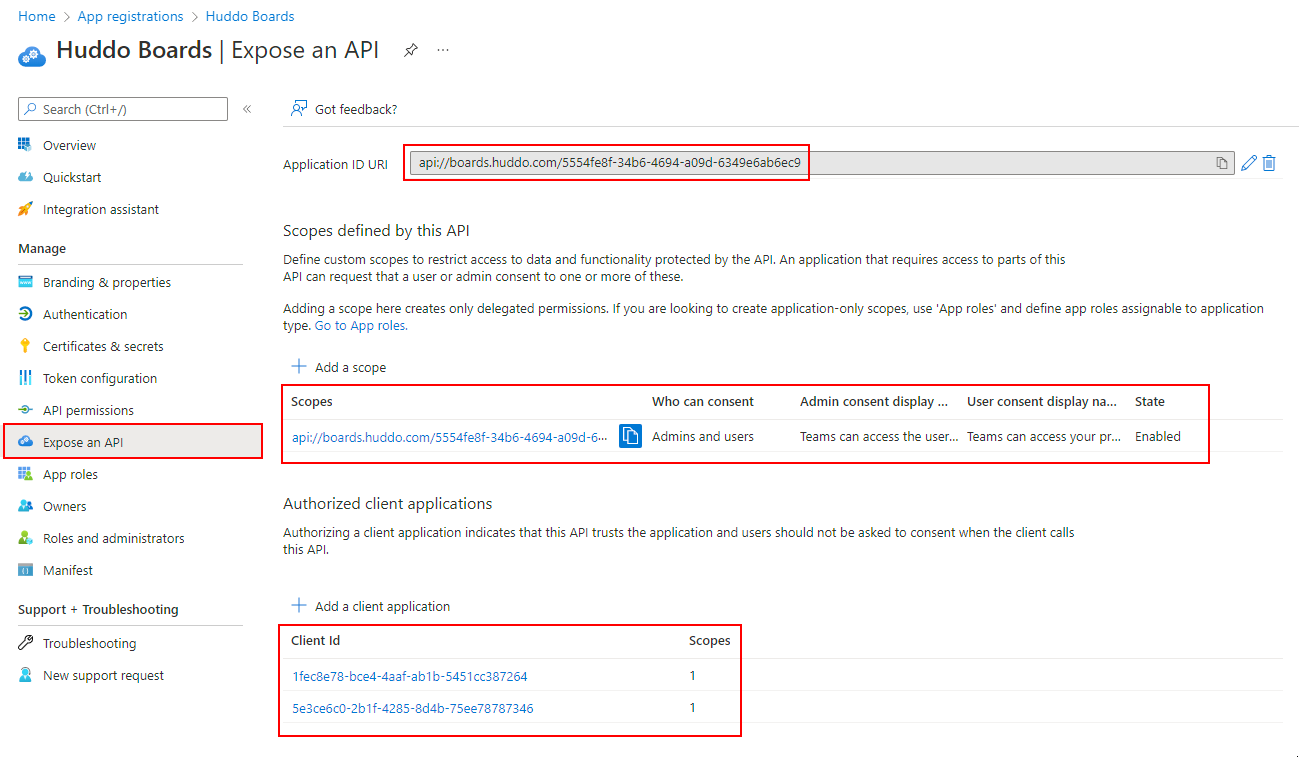 Home > App registrations > Huddo Boards
Huddo Boards | Expose an API ...
Search (Ctrl+/) «
Overview
Quickstart
Integration assistant
Manage
Branding & properties
Authentication
Certificates & secrets
Token configuration
API permissions
Expose an API
App roles
Owners
Roles and administrators
Manifest
Support + Troubleshooting
Troubleshooting
New support request
Got feedback?
Application ID URI api://boards.huddo.com/5554fe8f-34b6-4694-a09d-6349e6ab6ec9
Scopes defined by this API
Define custom scopes to restrict access to data and functionality protected by the API. An application that requires access to parts of this
API can request that a user or admin consent to one or more of these.
Adding a scope here creates only delegated permissions. If you are looking to create application-only scopes, use 'App roles' and define app roles assignable to application
type. Go to App roles.
+ Add a scope
Scopes Who can consent Admin consent display ... User consent display na... State
api://boards.huddo.com/5554fe8f-34b6-4694-a09d-6... Admins and users Teams can access the user... Teams can access your pr... Enabled
Authorized client applications
Authorizing a client application indicates that this API trusts the application and users should not be asked to consent when the client calls
this API.
+ Add a client application
Client Id Scopes
1fec8e78-bce4-4aaf-ab1b-5451cc387264 1
5e3ce6c0-2b1f-4285-8d4b-75ee78787346 1